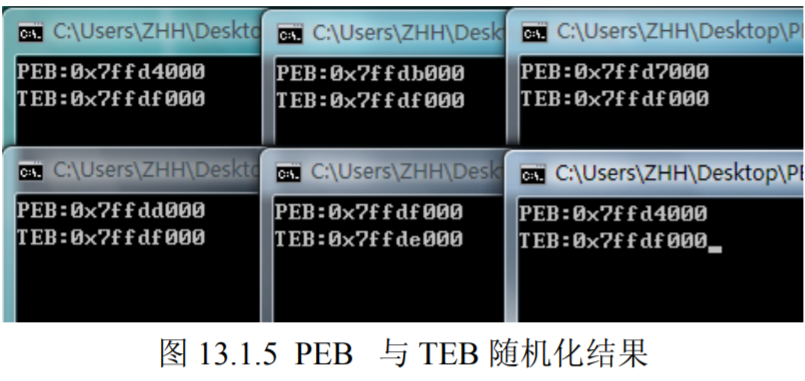 C:\Users\ZHH\Deskto
PEB:0x7ffd4000
TEB:0x7ffdf000
C:\Users\ZHH\Desk
PEB:0x7ffdb000
TEB:0x7ffdf000
C:\Users\ZHH\Desktop\P
PEB:0x7ffd7000
TEB:0x7ffdf000
C:\Users\ZHH\Deskto
PEB:0x7ffdd000
TEB:0x7ffdf000
C:\Users\ZHH\Desk
PEB:0x7ffdf000
TEB:0x7ffde000
C:\Users\ZHH\Desktop\P
PEB:0x7ffd4000
TEB:0x7ffdf000_
图 13.1.5 PEB 与 TEB 随机化结果